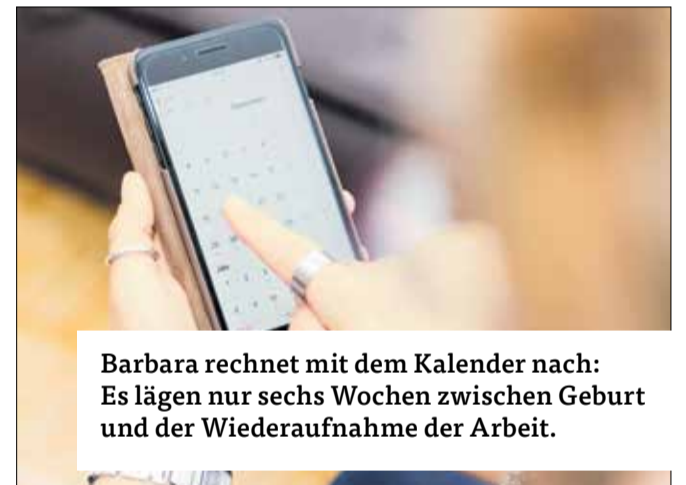 Barbara rechnet mit dem Kalender nach:
Es lägen nur sechs Wochen zwischen Geburt
und der Wiederaufnahme der Arbeit.